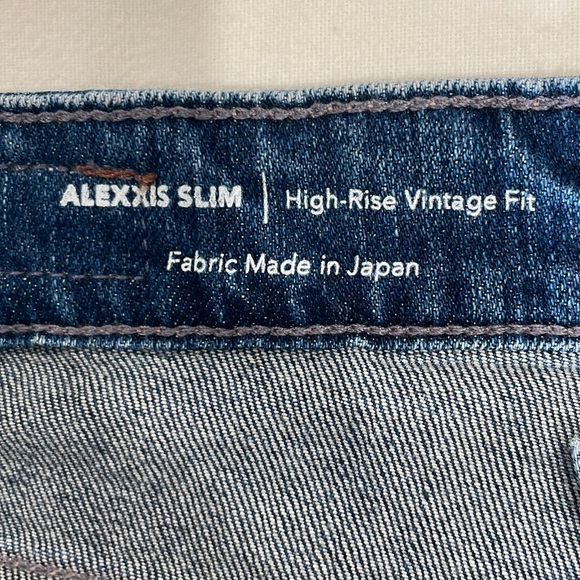 ALEXXIS SLIM | High-Rise Vintage Fit
Fabric Made in Japan